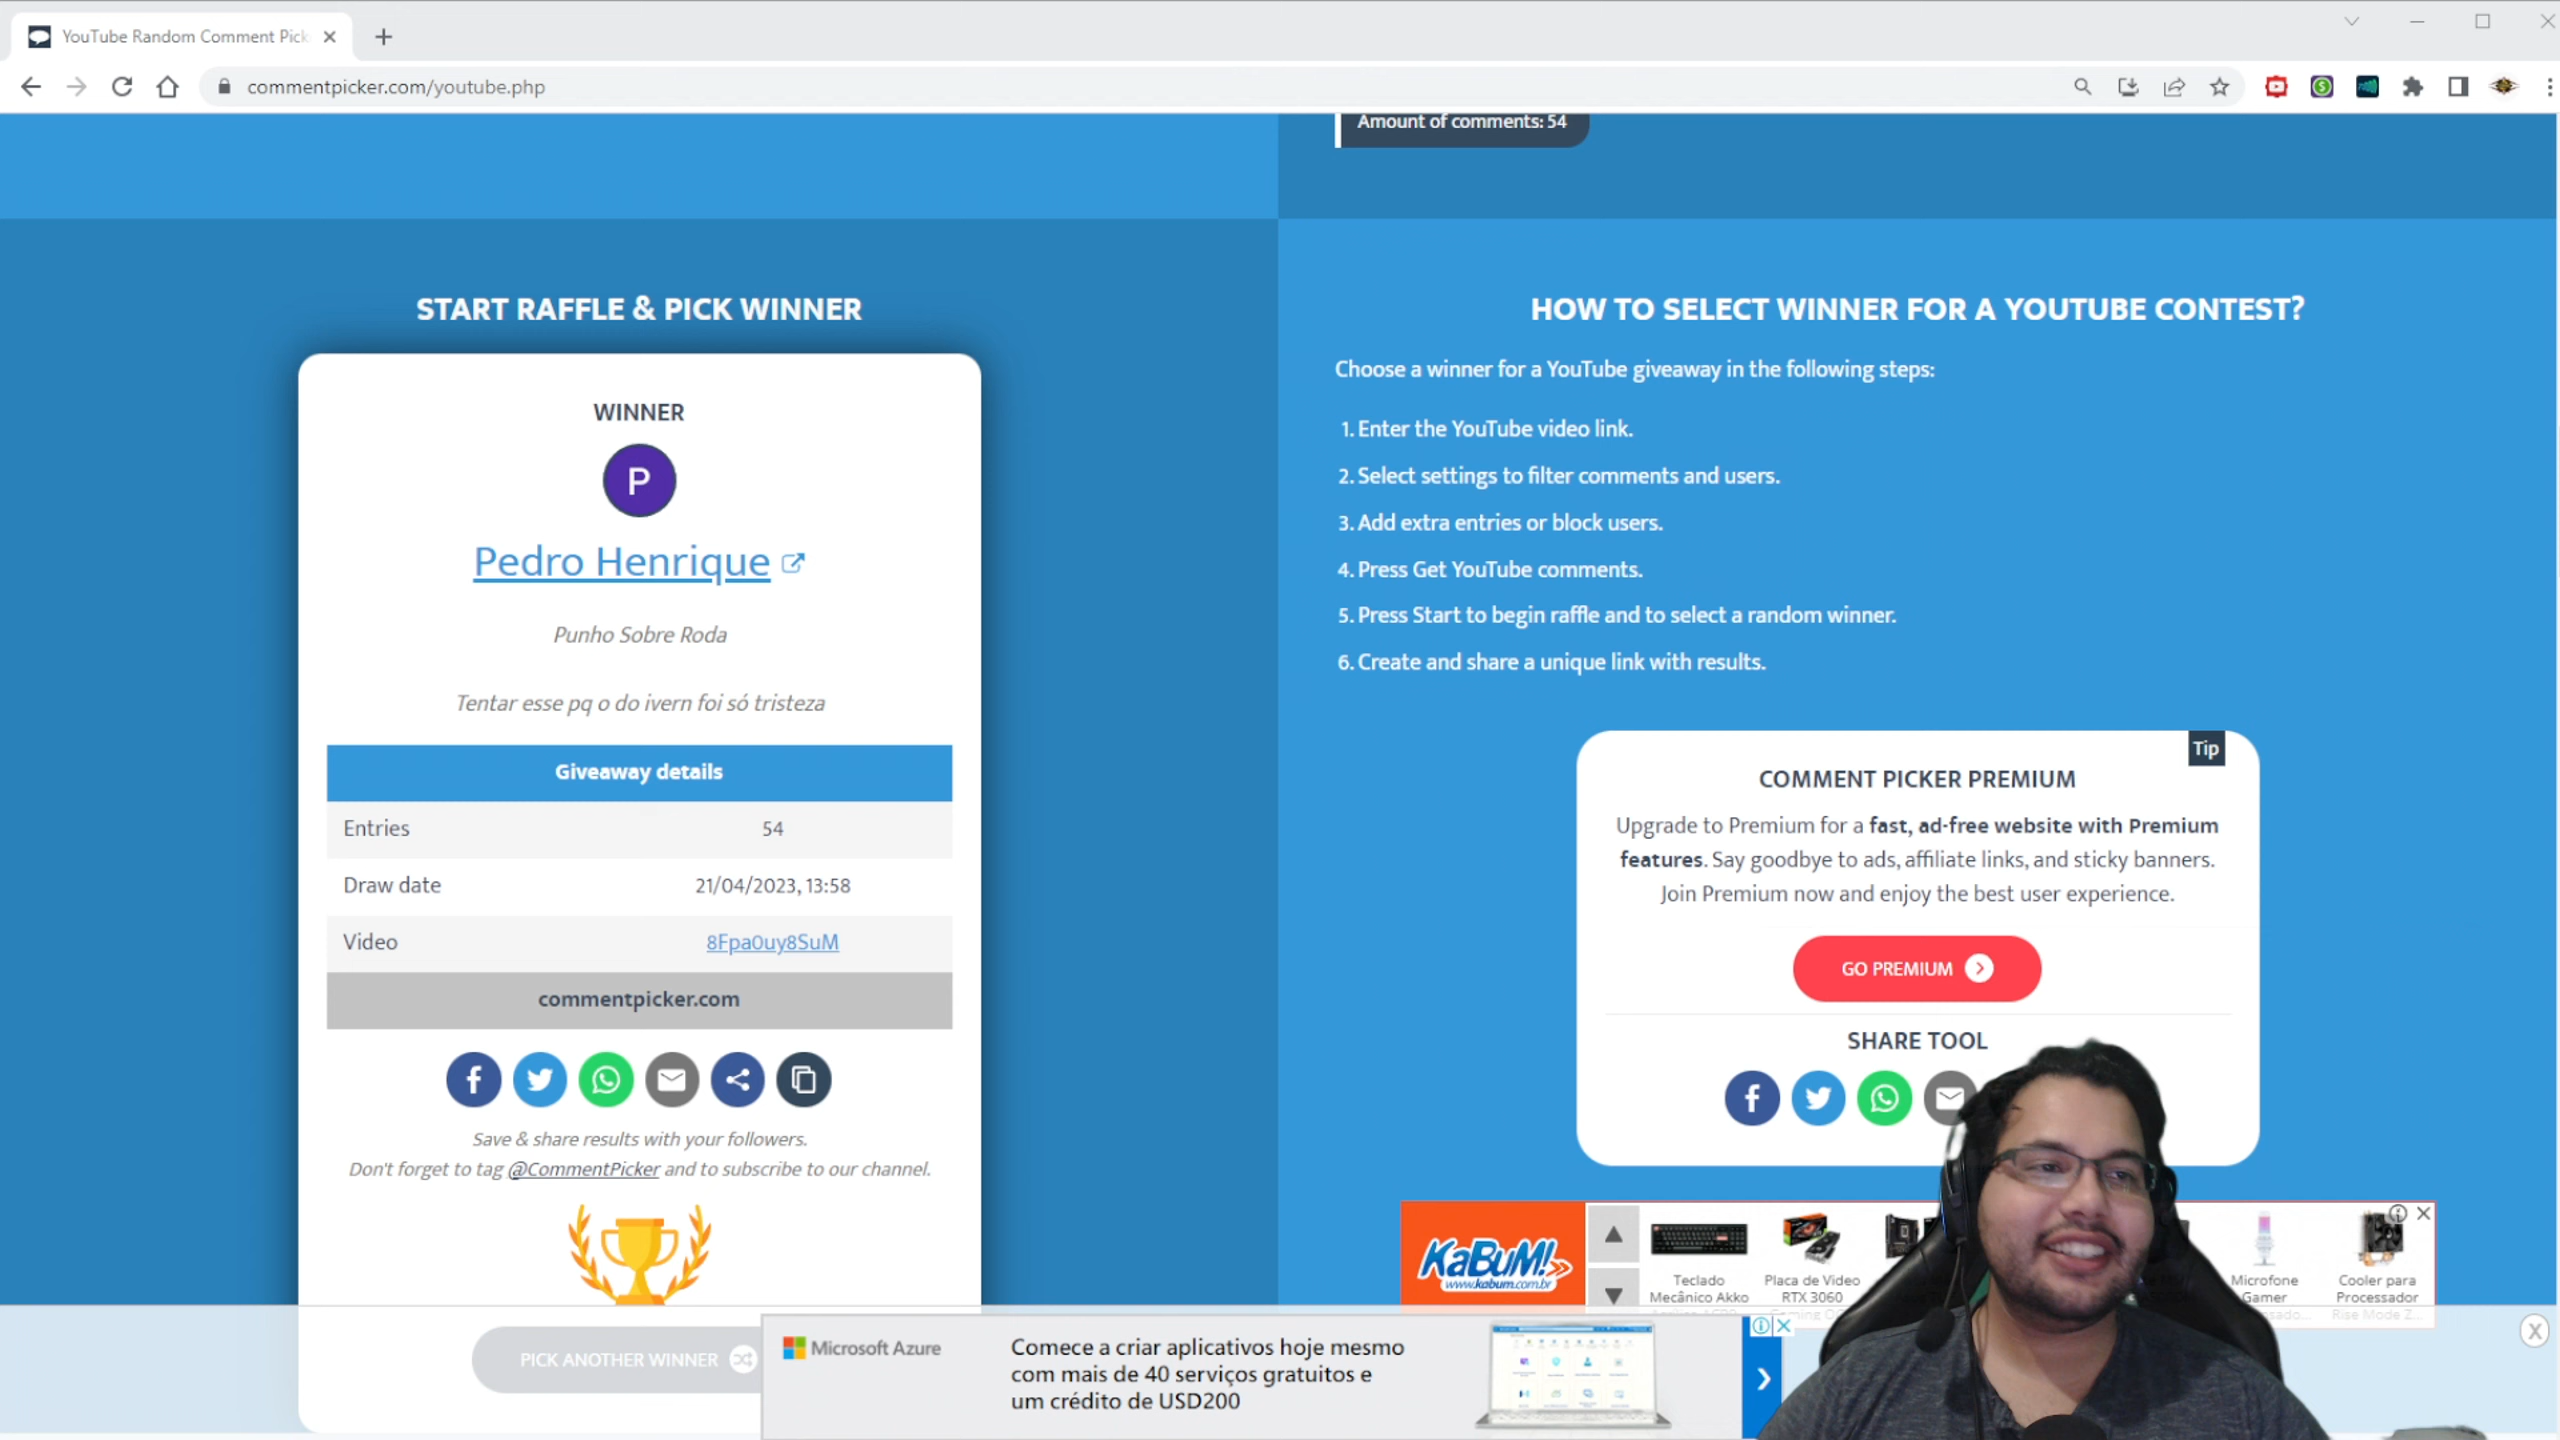 YouTube Random Comment Pick
commentpicker.com/youtube.php
Amount of comments: 54
START RAFFLE & PICK WINNER
WINNER
P
Pedro Henrique
Punho Sobre Roda
Tentar esse pq o do ivern foi só tristeza
Giveaway details
Entries 54
Draw date 21/04/2023, 13:58
Video 8Fpa0uy8SuM
commentpicker.com
Save & share results with your followers.
Don't forget to tag @CommentPicker and to subscribe to our channel.
PICK ANOTHER WINNER
HOW TO SELECT WINNER FOR A YOUTUBE CONTEST?
Choose a winner for a YouTube giveaway in the following steps:
1. Enter the YouTube video link.
2. Select settings to filter comments and users.
3. Add extra entries or block users.
4. Press Get YouTube comments.
5. Press Start to begin raffle and to select a random winner.
6. Create and share a unique link with results.
Tip
COMMENT PICKER PREMIUM
Upgrade to Premium for a fast, ad-free website with Premium
features. Say goodbye to ads, affiliate links, and sticky banners.
Join Premium now and enjoy the best user experience.
GO PREMIUM
SHARE TOOL
KaBuM!
www.kabum.com.br
Teclado
Mecânico Akko
Placa de Video
RTX 3060
Microfone
Gamer
Cooler para
Processador
Rise Mode Z...
Microsoft Azure
Comece a criar aplicativos hoje mesmo
com mais de 40 serviços gratuitos e
um crédito de USD200
X